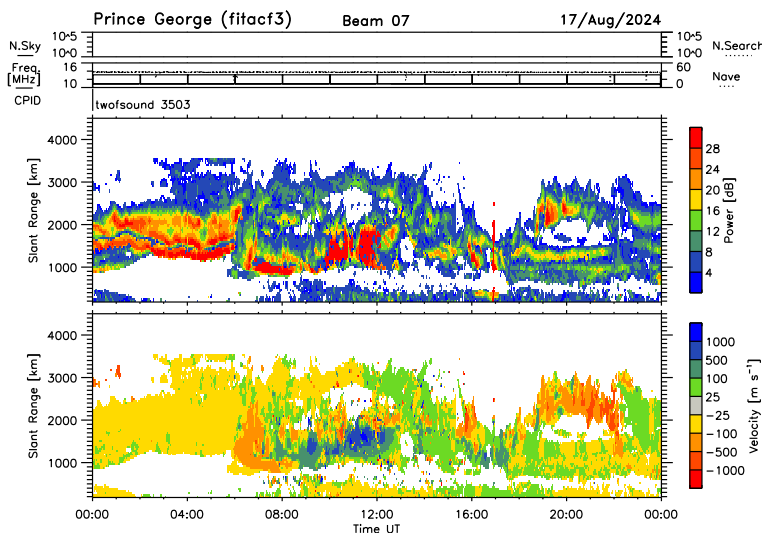 Prince George (fitacf3) Beam 07 17/Aug/2024
N.Sky 10^5 10^0 10^5 10^0 N.Search
Freq. [MHz] 16 10 60 0 Nave
CPID twofsound 3503
Slant Range [km] 4000 3000 2000 1000
28 24 20 16 12 8 4 Power [dB]
Slant Range [km] 4000 3000 2000 1000
1000 500 100 25 −25 −100 −500 −1000 Velocity [m s⁻¹]
00:00 04:00 08:00 12:00 16:00 20:00 00:00
Time UT